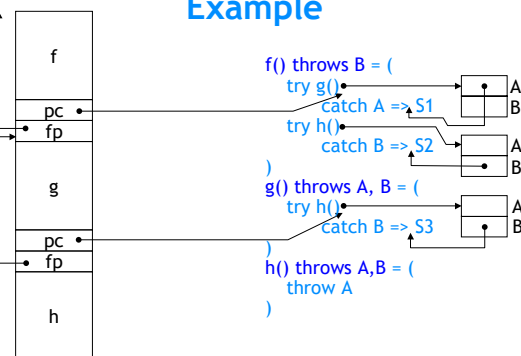 Example
f
pc
fp
g
pc
fp
h
f() throws B = (
try g()
catch A => S1
try h()
catch B => S2
)
g() throws A, B = (
try h()
catch B => S3
)
h() throws A,B = (
throw A
)
A
B
A
B
A
B